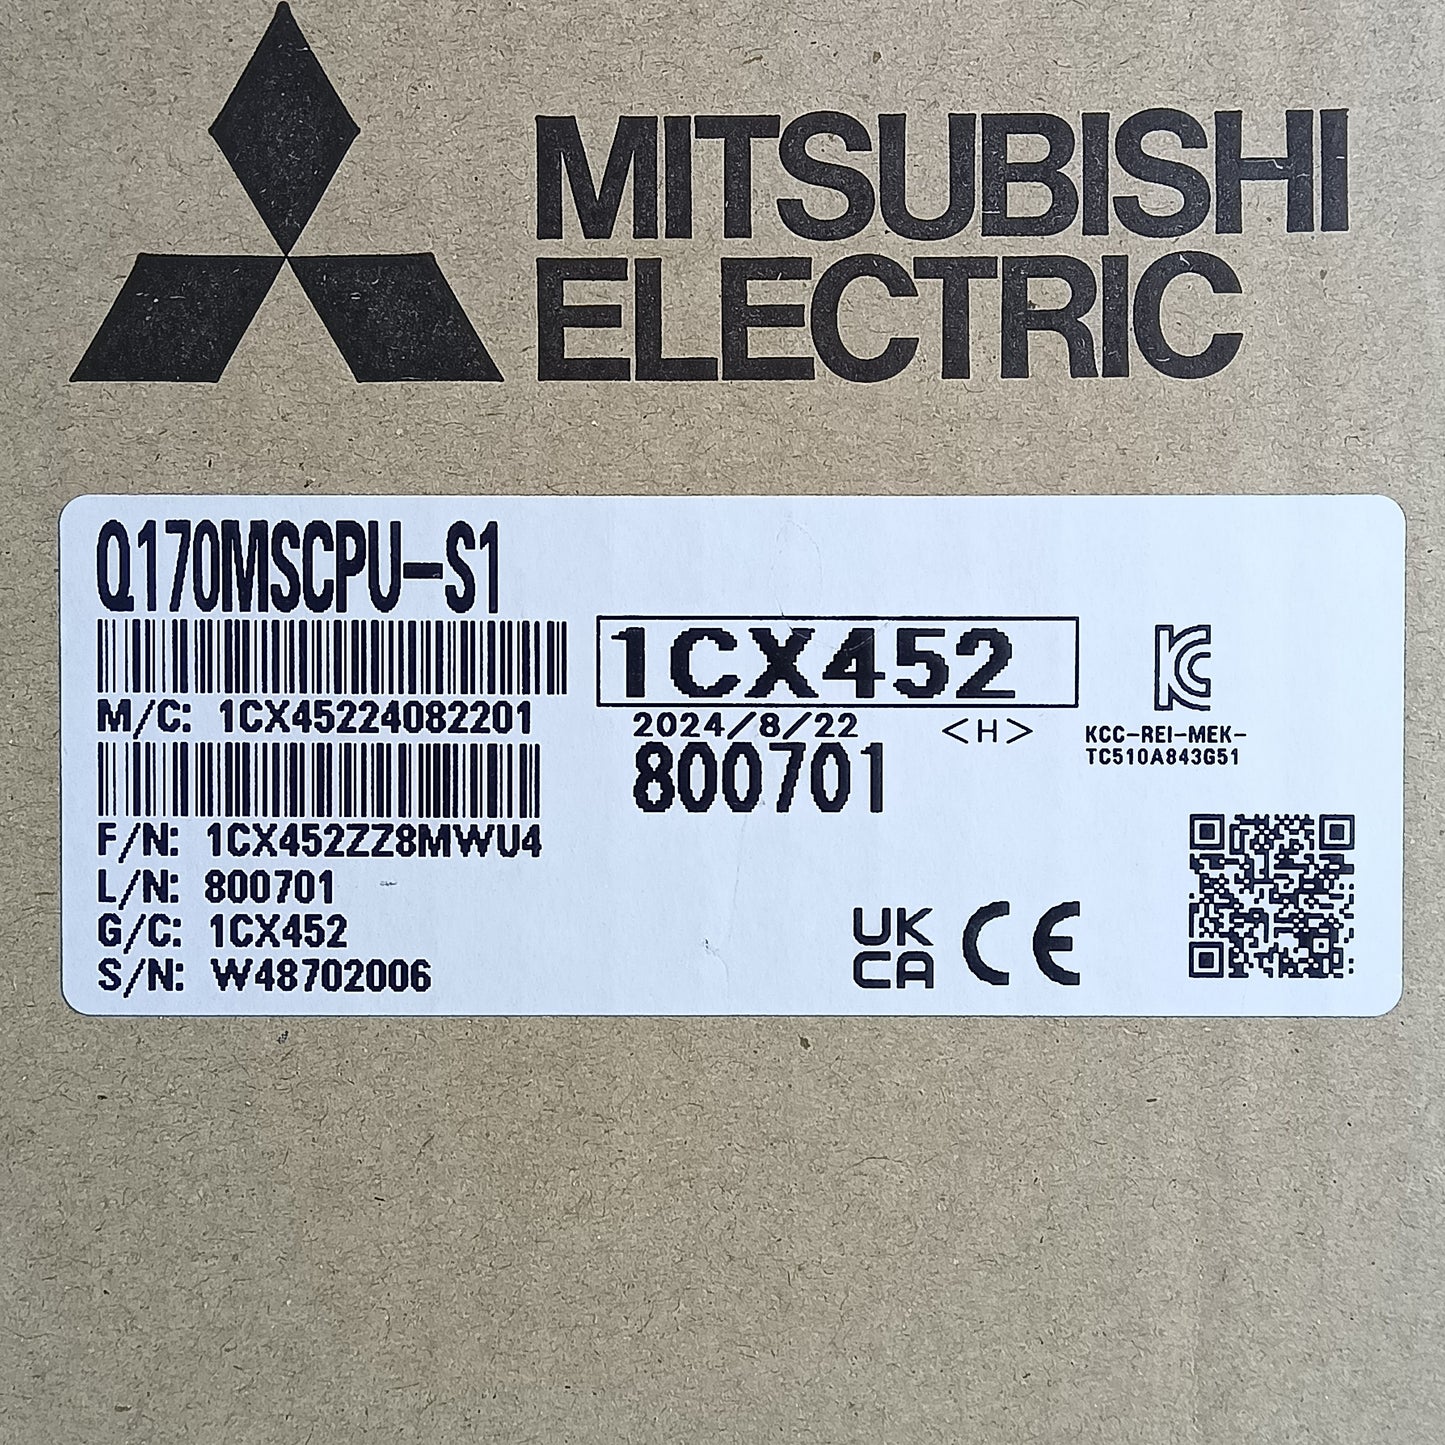 MITSUBISHI
ELECTRIC
Q170MSCPU-S1
1CX452
M/C: 1CX45224082201
2024/8/22 <H>
800701
KCC-REI-MEK-
TC510A843G51
F/N: 1CX452ZZ8MWU4
L/N: 800701
G/C: 1CX452
S/N: W48702006
UK
CA
CE